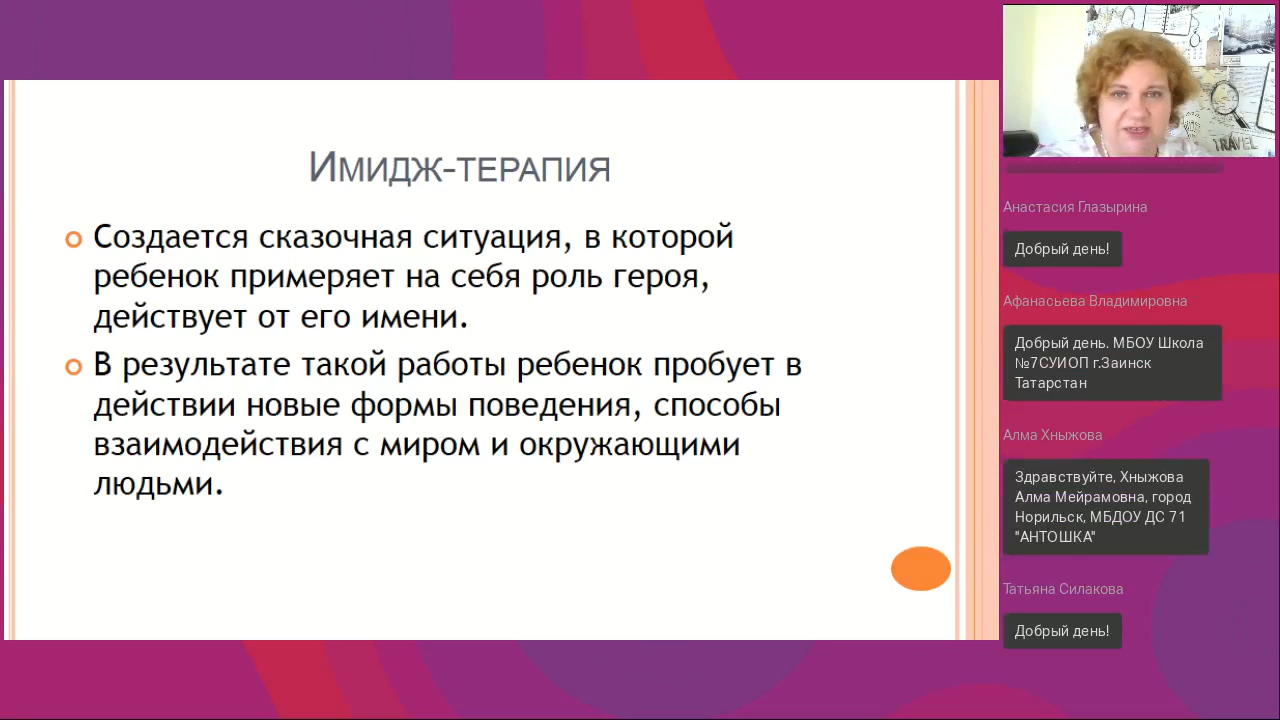 Имидж-терапия
Создается сказочная ситуация, в которой
ребенок примеряет на себя роль героя,
действует от его имени.
В результате такой работы ребенок пробует в
действии новые формы поведения, способы
взаимодействия с миром и окружающими
людьми.
TRAVEL
Анастасия Глазырина
Добрый день!
Афанасьева Владимировна
Добрый день. МБОУ Школа
№7СУИОП г.Заинск
Татарстан
Алма Хныжова
Здравствуйте, Хныжова
Алма Мейрамовна, город
Норильск, МБДОУ ДС 71
"АНТОШКА"
Татьяна Силакова
Добрый день!